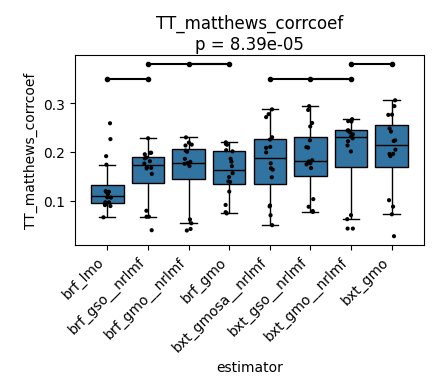 TT_matthews_corrcoef
p = 8.39e-05
TT_matthews_corrcoef
0.3
0.2
0.1
brf_lmo
brf_gso__nrlmf
brf_gmo__nrlmf
brf_gmo
bxt_gmosa__nrlmf
bxt_gso__nrlmf
bxt_gmo__nrlmf
bxt_gmo
estimator